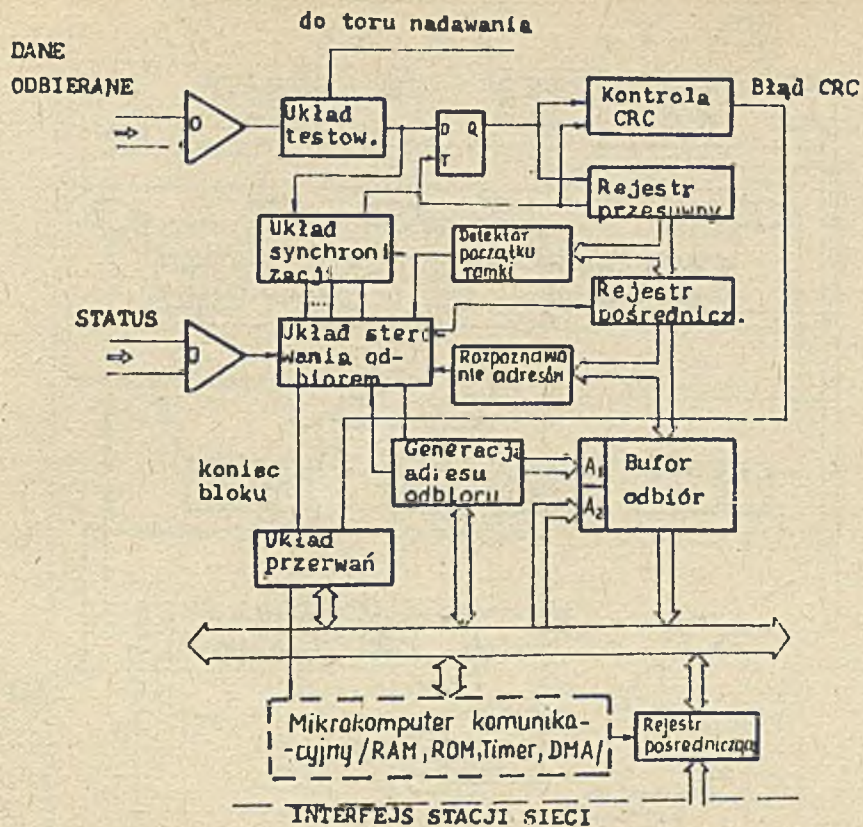 do toru nadawania
DANE
ODBIERANE
Układ
testow.
D Q
T
Kontrola
CRC
Błąd CRC
Rejestr
przesuwny
Układ
synchroni
zacji
Detektor
początku
ramki
Rejestr
pośrednicz.
STATUS
Układ stero
wania od-
biorem
Rozpoznawa
nie adresów
Generacja
adresu
odbioru
A1
A2
Bufor
odbiór
koniec
bloku
Układ
przerwań
Mikrokomputer komunika-
-cyjny /RAM, ROM, Timer, DMA/
Rejestr
pośrednicząc
INTERFEJS STACJI SIECI